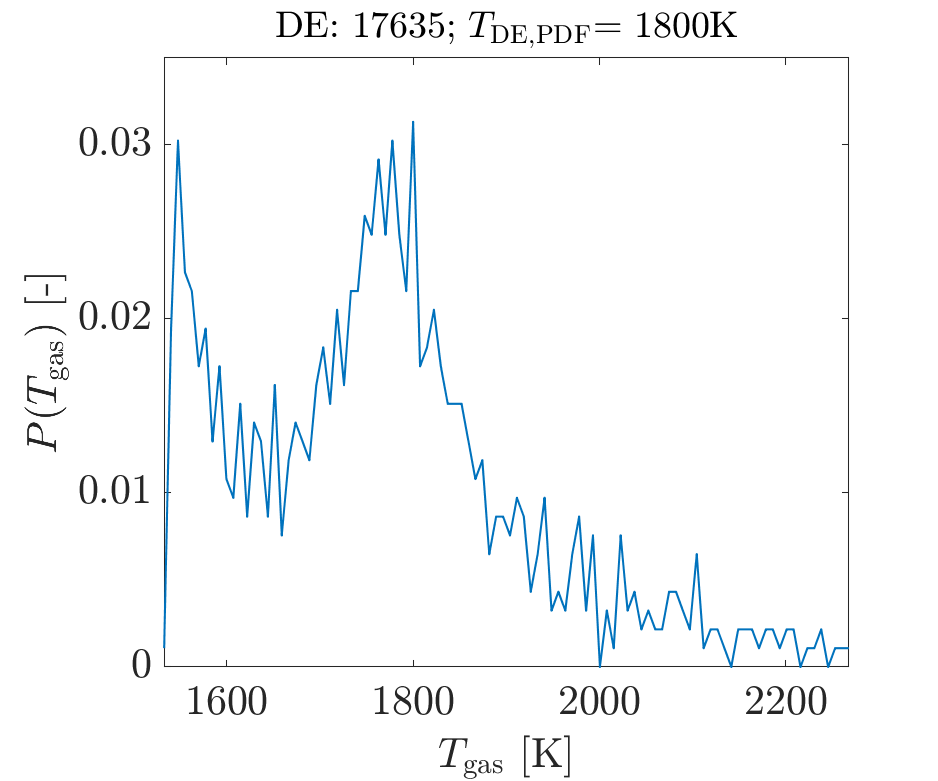 DE: 17635; T_DE,PDF= 1800K
0.03
0.02
0.01
0
P(T_gas) [-]
1600 1800 2000 2200
T_gas [K]